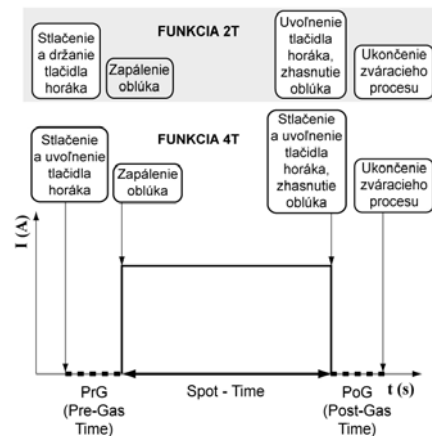 FUNKCIA 2T
Stlačenie
a držanie
tlačidla
horáka
Zapálenie
oblúka
Uvoľnenie
tlačidla
horáka,
zhasnutie
oblúka
Ukončenie
zváracieho
procesu
FUNKCIA 4T
Stlačenie
a uvoľnenie
tlačidla
horáka
Zapálenie
oblúka
Stlačenie
a uvoľnenie
tlačidla
horáka,
zhasnutie
oblúka
Ukončenie
zváracieho
procesu
I (A)
t (s)
PrG
(Pre-Gas
Time)
Spot - Time
PoG
(Post-Gas
Time)